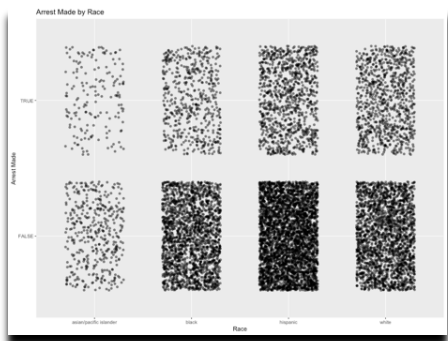 Arrest Made by Race
TRUE
Arrest Made
FALSE
asian/pacific islander
black
hispanic
white
Race